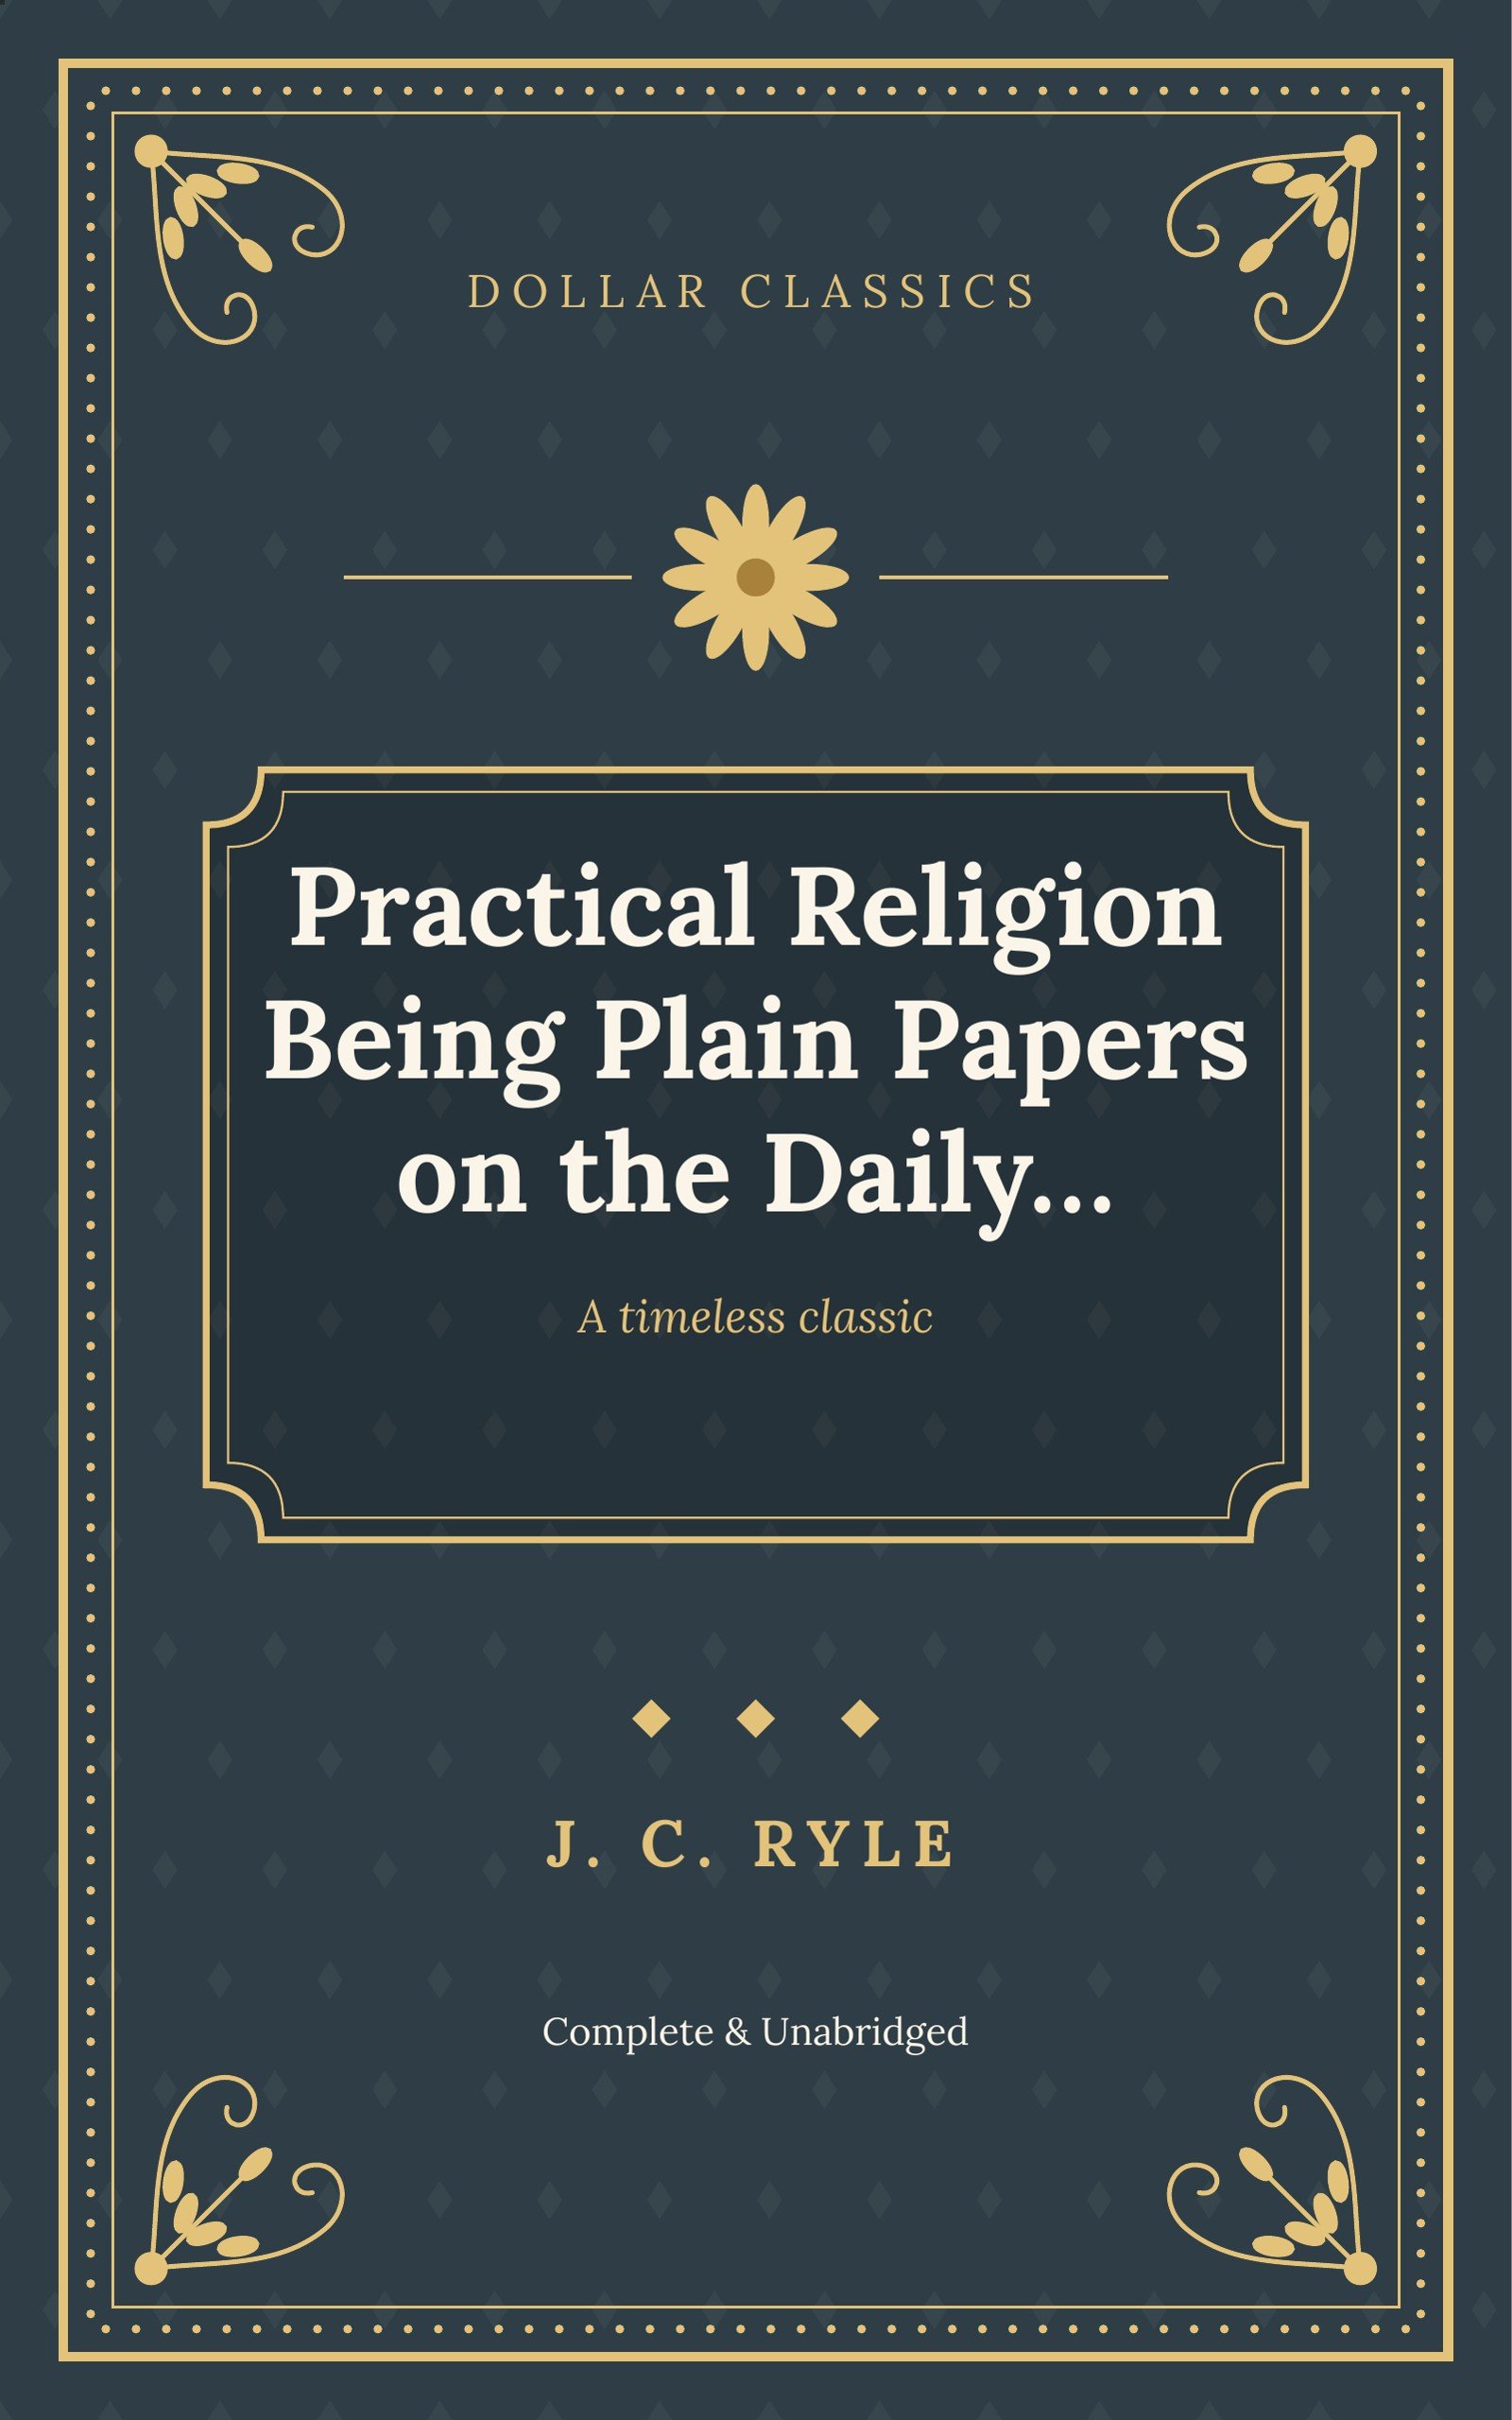 DOLLAR CLASSICS
Practical Religion
Being Plain Papers
on the Daily...
A timeless classic
J. C. RYLE
Complete & Unabridged